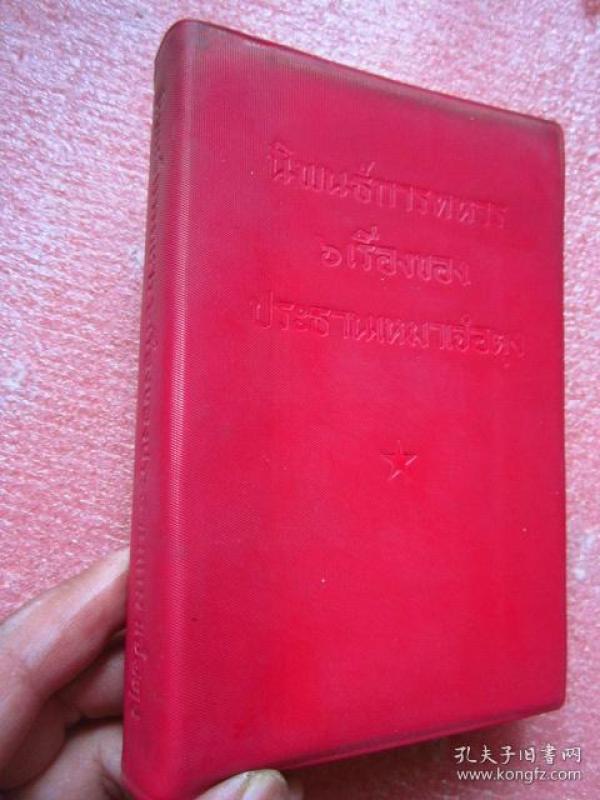 นิพนธ์การทหาร
๖ เรื่องของ
ประธานเหมาเจ๋อตุง
孔夫子旧書网
www.kongfz.com